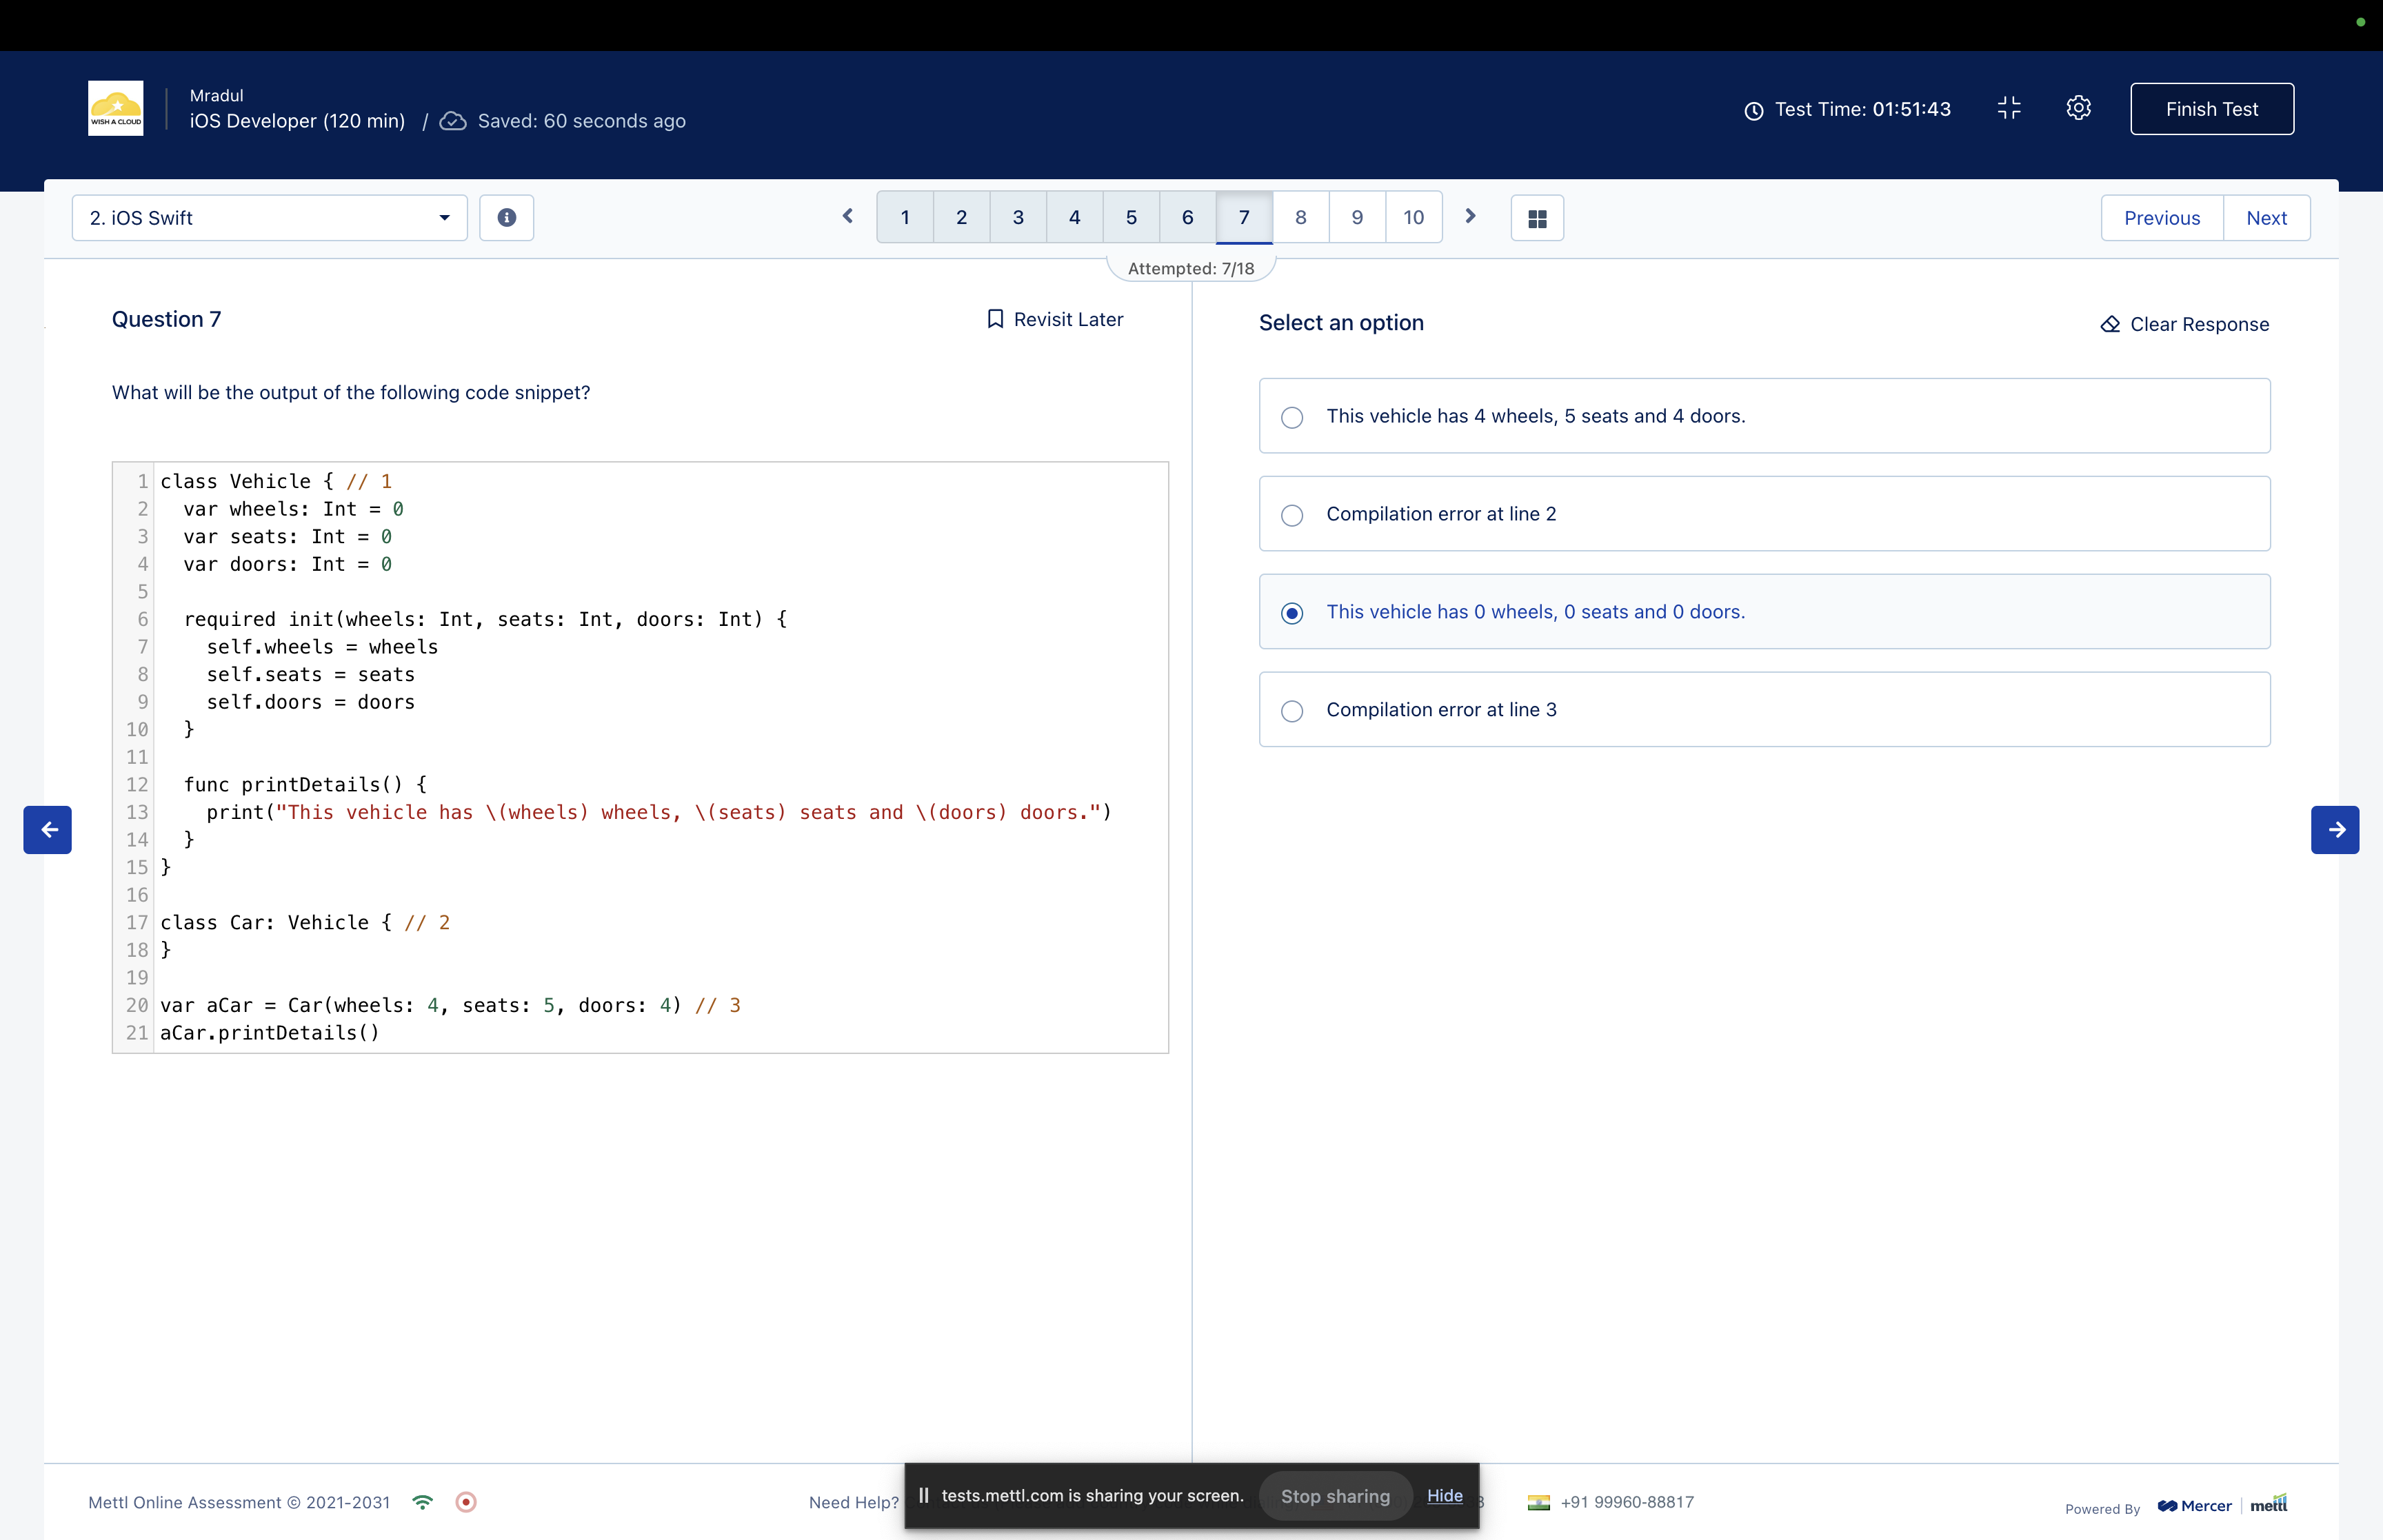 WISH A CLOUD
Mradul
iOS Developer (120 min) / Saved: 60 seconds ago
Test Time: 01:51:43
Finish Test
2. iOS Swift
1 2 3 4 5 6 7 8 9 10
Previous Next
Attempted: 7/18
Question 7
Revisit Later
What will be the output of the following code snippet?
1 class Vehicle { // 1
2   var wheels: Int = 0
3   var seats: Int = 0
4   var doors: Int = 0
5
6   required init(wheels: Int, seats: Int, doors: Int) {
7     self.wheels = wheels
8     self.seats = seats
9     self.doors = doors
10   }
11
12   func printDetails() {
13     print("This vehicle has \(wheels) wheels, \(seats) seats and \(doors) doors.")
14   }
15 }
16
17 class Car: Vehicle { // 2
18 }
19
20 var aCar = Car(wheels: 4, seats: 5, doors: 4) // 3
21 aCar.printDetails()
Select an option
Clear Response
This vehicle has 4 wheels, 5 seats and 4 doors.
Compilation error at line 2
This vehicle has 0 wheels, 0 seats and 0 doors.
Compilation error at line 3
Mettl Online Assessment © 2021-2031
Need Help?
tests.mettl.com is sharing your screen. Stop sharing Hide
+91 99960-88817
Powered By Mercer | mettl